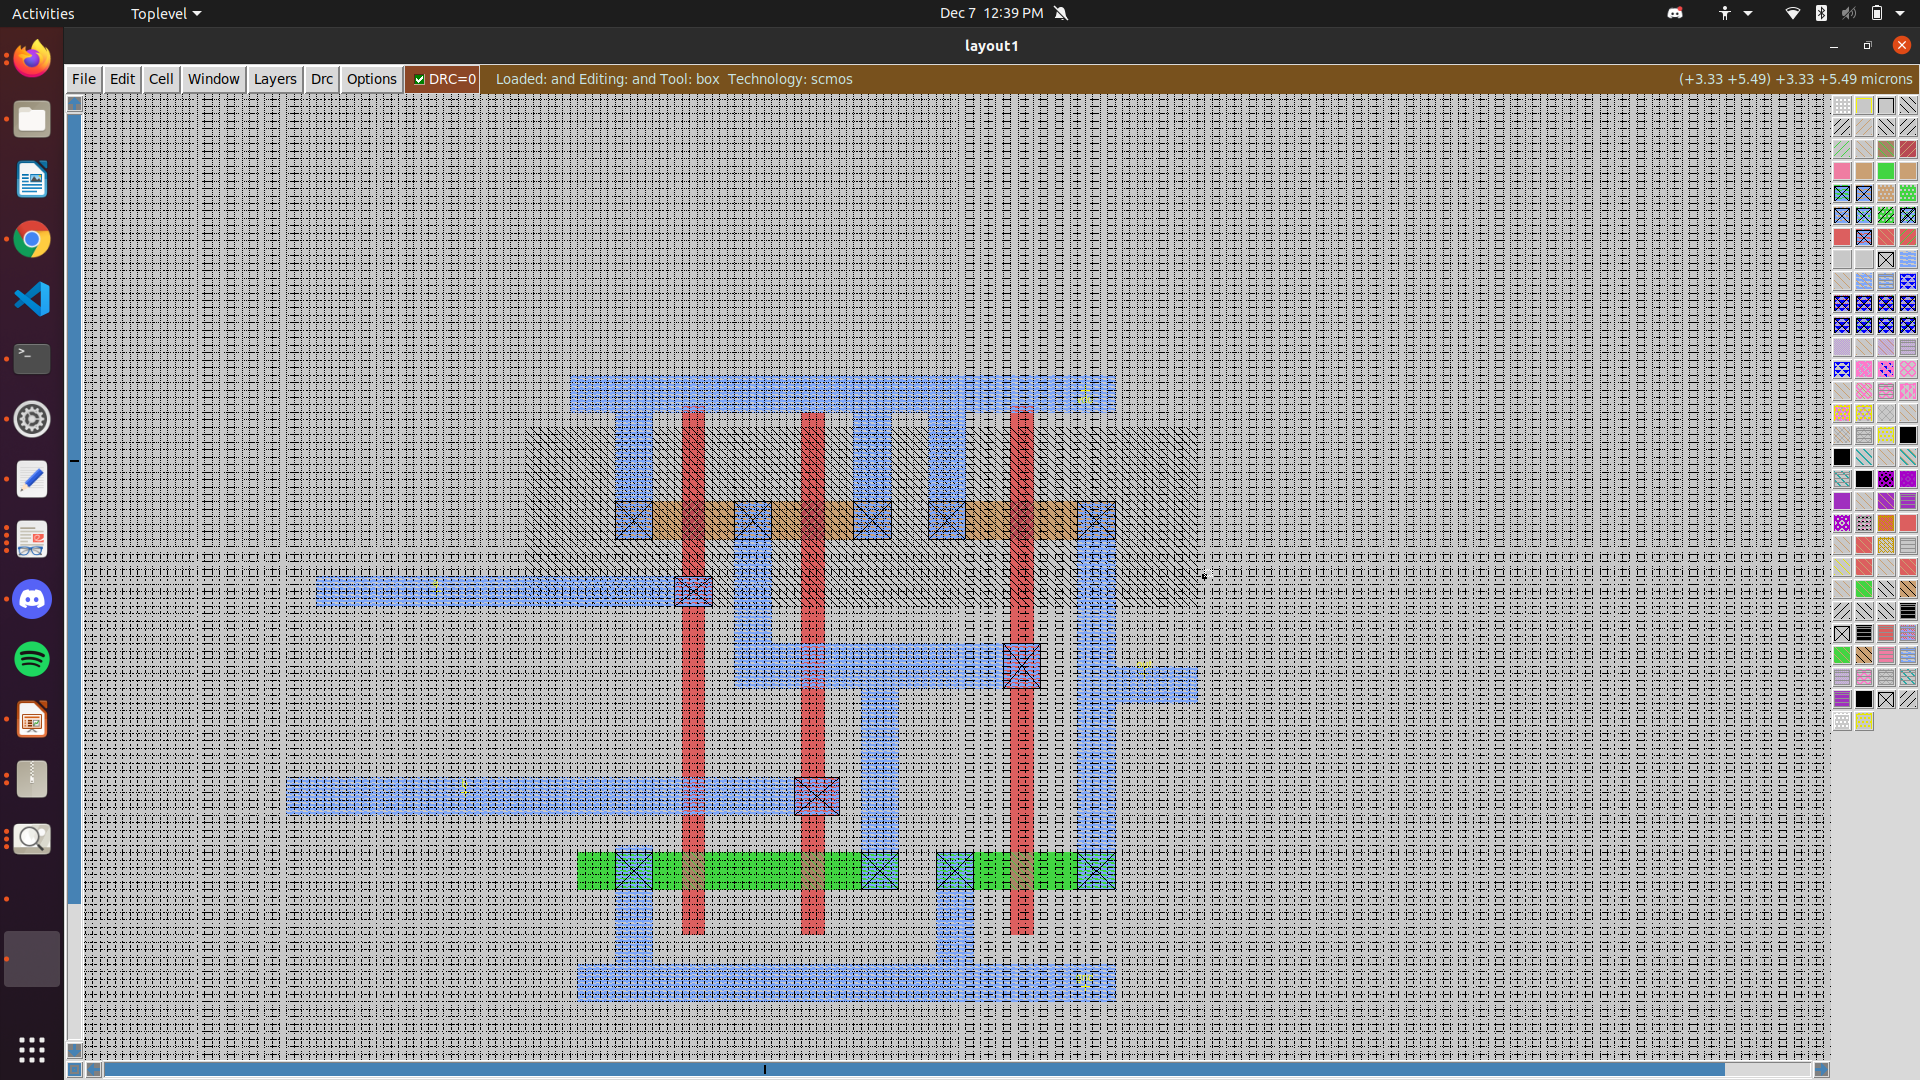 Activities
Toplevel
Dec 7 12:39 PM
layout1
File Edit Cell Window Layers Drc Options DRC=0 Loaded: and Editing: and Tool: box Technology: scmos (+3.33 +5.49) +3.33 +5.49 microns